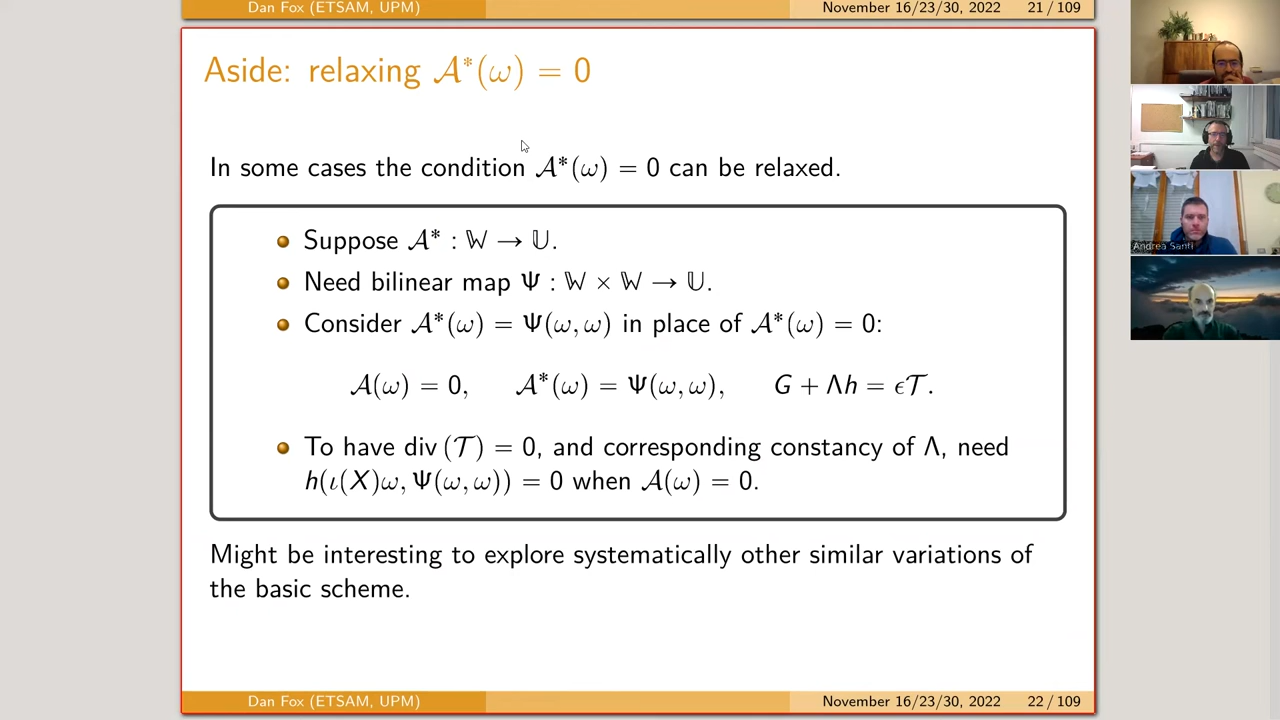 Dan Fox (ETSAM, UPM) November 16/23/30, 2022 21 / 109
Aside: relaxing 𝒜*(ω) = 0
In some cases the condition 𝒜*(ω) = 0 can be relaxed.
Suppose 𝒜* : 𝕎 → 𝕌.
Need bilinear map Ψ : 𝕎 × 𝕎 → 𝕌.
Consider 𝒜*(ω) = Ψ(ω, ω) in place of 𝒜*(ω) = 0:
𝒜(ω) = 0, 𝒜*(ω) = Ψ(ω, ω), G + Λh = ϵ𝒯.
To have div (𝒯) = 0, and corresponding constancy of Λ, need
h(ι(X)ω, Ψ(ω, ω)) = 0 when 𝒜(ω) = 0.
Might be interesting to explore systematically other similar variations of
the basic scheme.
Dan Fox (ETSAM, UPM) November 16/23/30, 2022 22 / 109
Andrea Santi